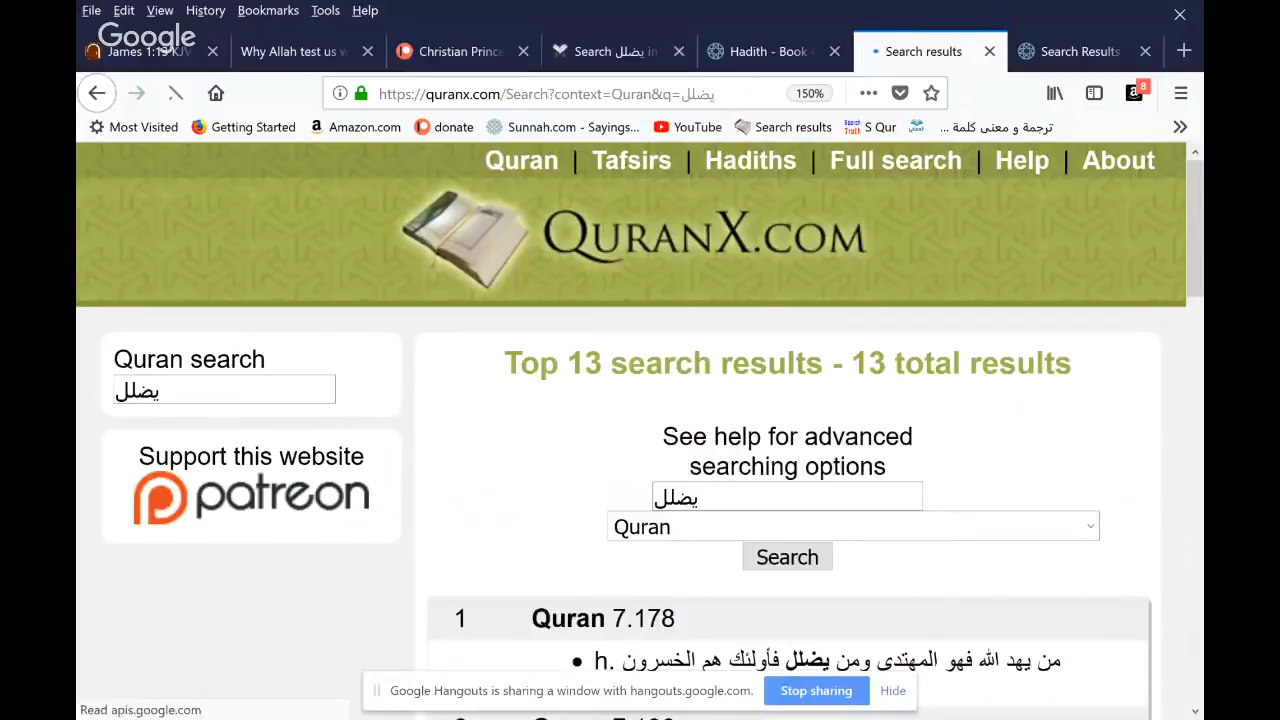 File Edit View History Bookmarks Tools Help
Google
James 1:13 KJV
Why Allah test us w
Christian Prince
Search يضلل in
Hadith - Book
Search results
Search Results
https://quranx.com/Search?context=Quran&q=يضلل
150%
8
Most Visited
Getting Started
Amazon.com
donate
Sunnah.com - Sayings...
YouTube
Search results
S Qur
ترجمة و معنى كلمة ...
Quran | Tafsirs | Hadiths | Full search | Help | About
QURANX.COM
Quran search
يضلل
Support this website
patreon
Top 13 search results - 13 total results
See help for advanced
searching options
يضلل
Quran
Search
1 Quran 7.178
h. من يهد الله فهو المهتدى ومن يضلل فأولئك هم الخسرون
Google Hangouts is sharing a window with hangouts.google.com.
Stop sharing
Hide
Read apis.google.com